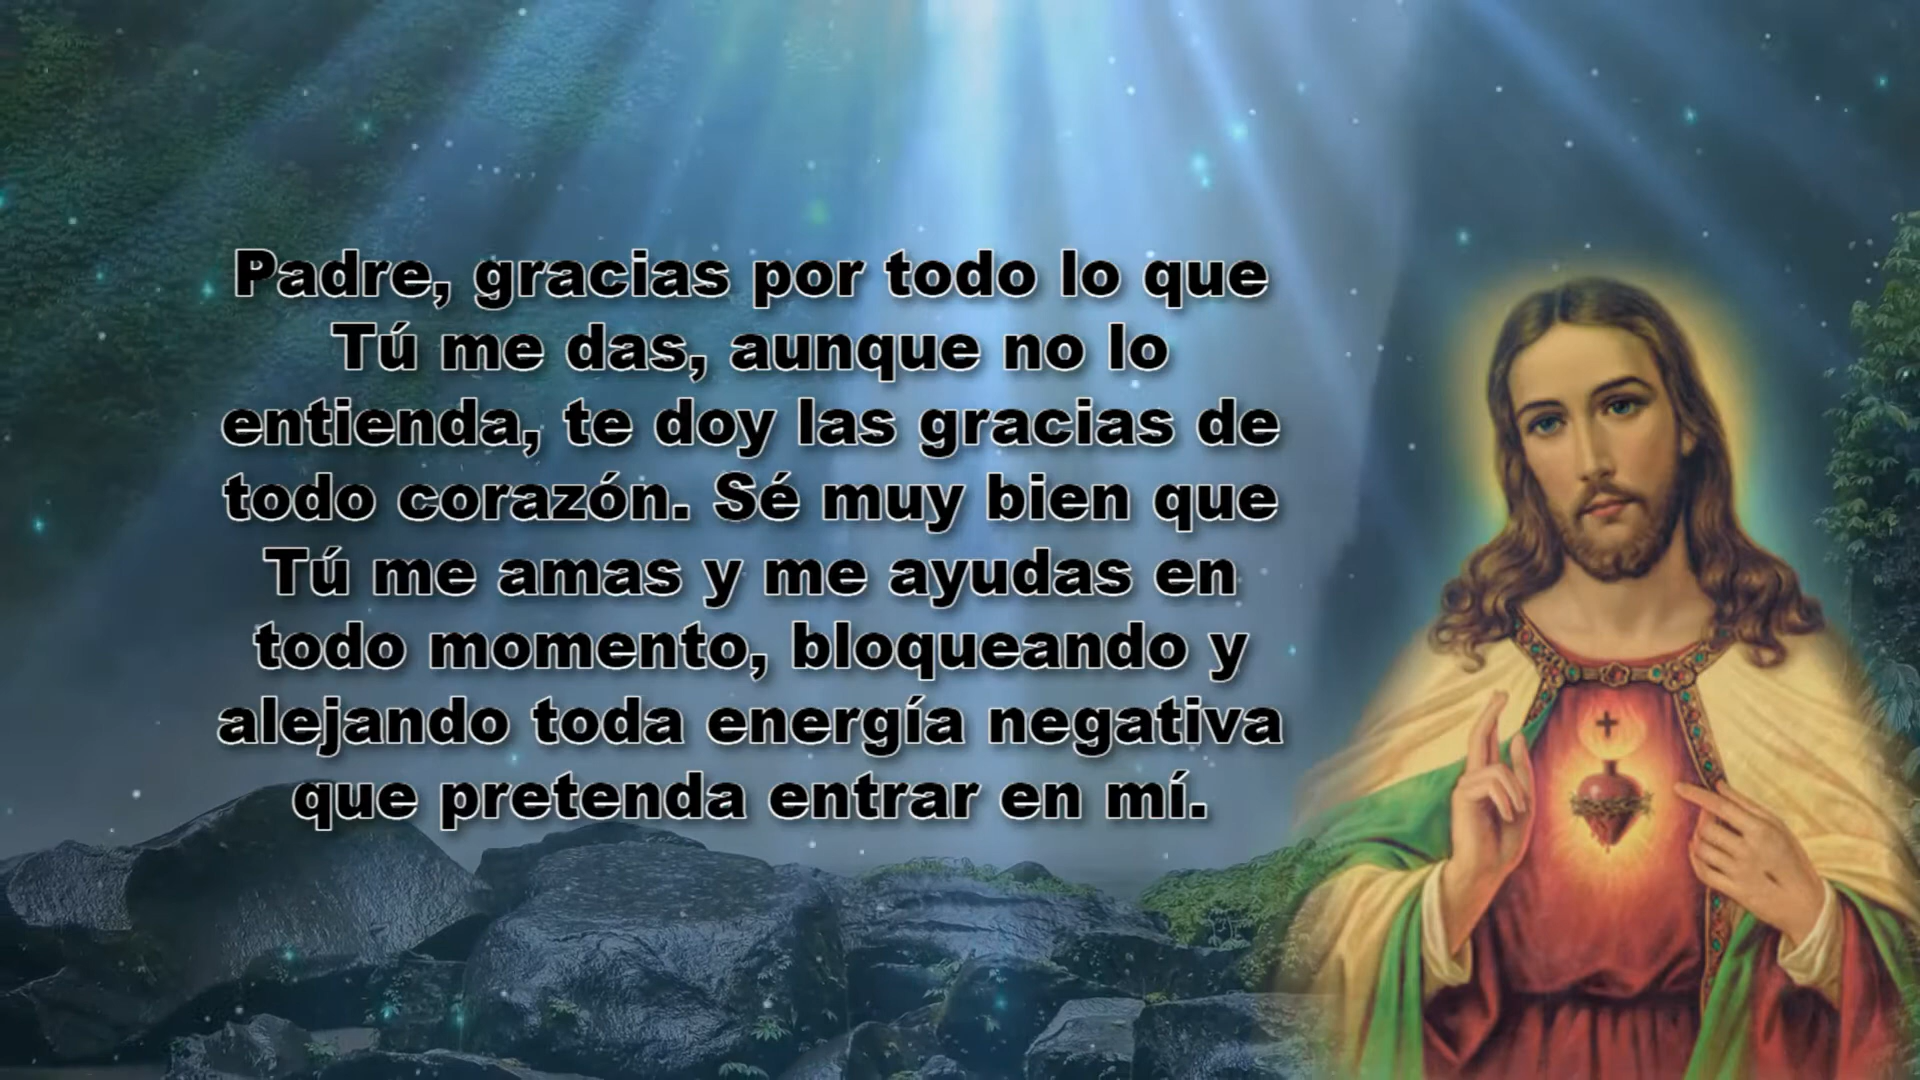 Padre, gracias por todo lo que
Tú me das, aunque no lo
entienda, te doy las gracias de
todo corazón. Sé muy bien que
Tú me amas y me ayudas en
todo momento, bloqueando y
alejando toda energía negativa
que pretenda entrar en mí.